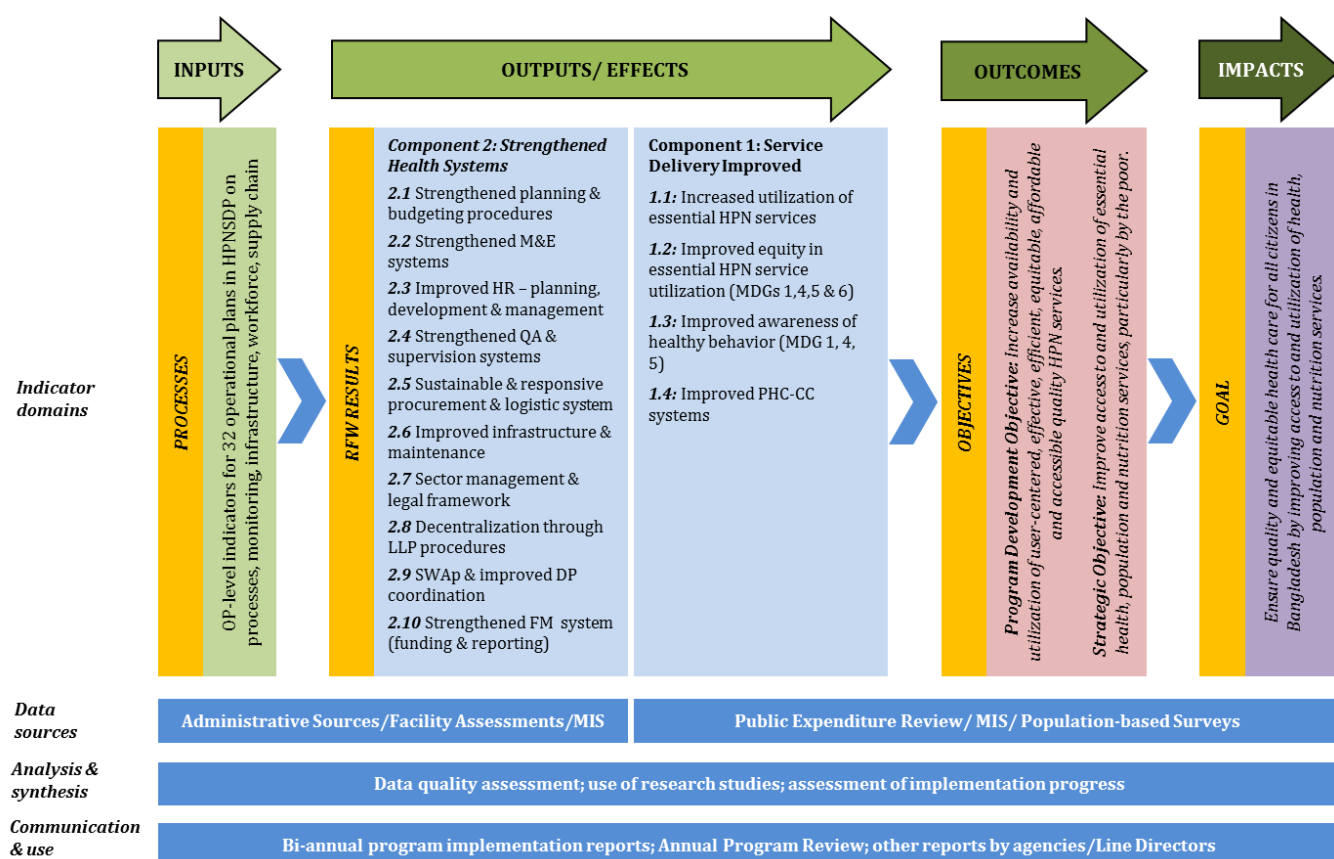 INPUTS
OUTPUTS/ EFFECTS
OUTCOMES
IMPACTS
Indicator
domains
PROCESSES
OP-level indicators for 32 operational plans in HPNSDP on
processes, monitoring, infrastructure, workforce, supply chain
RFW RESULTS
Component 2: Strengthened
Health Systems
2.1 Strengthened planning &
budgeting procedures
2.2 Strengthened M&E
systems
2.3 Improved HR – planning,
development & management
2.4 Strengthened QA &
supervision systems
2.5 Sustainable & responsive
procurement & logistic system
2.6 Improved infrastructure &
maintenance
2.7 Sector management &
legal framework
2.8 Decentralization through
LLP procedures
2.9 SWAp & improved DP
coordination
2.10 Strengthened FM system
(funding & reporting)
Component 1: Service
Delivery Improved
1.1: Increased utilization of
essential HPN services
1.2: Improved equity in
essential HPN service
utilization (MDGs 1,4,5 & 6)
1.3: Improved awareness of
healthy behavior (MDG 1, 4,
5)
1.4: Improved PHC-CC
systems
OBJECTIVES
Program Development Objective: Increase availability and
utilization of user-centered, effective, efficient, equitable, affordable
and accessible quality HPN services.
Strategic Objective: Improve access to and utilization of essential
health, population and nutrition services, particularly by the poor.
GOAL
Ensure quality and equitable health care for all citizens in
Bangladesh by improving access to and utilization of health,
population and nutrition services.
Data
sources
Administrative Sources/Facility Assessments/MIS
Public Expenditure Review/ MIS/ Population-based Surveys
Analysis &
synthesis
Data quality assessment; use of research studies; assessment of implementation progress
Communication
& use
Bi-annual program implementation reports; Annual Program Review; other reports by agencies/Line Directors